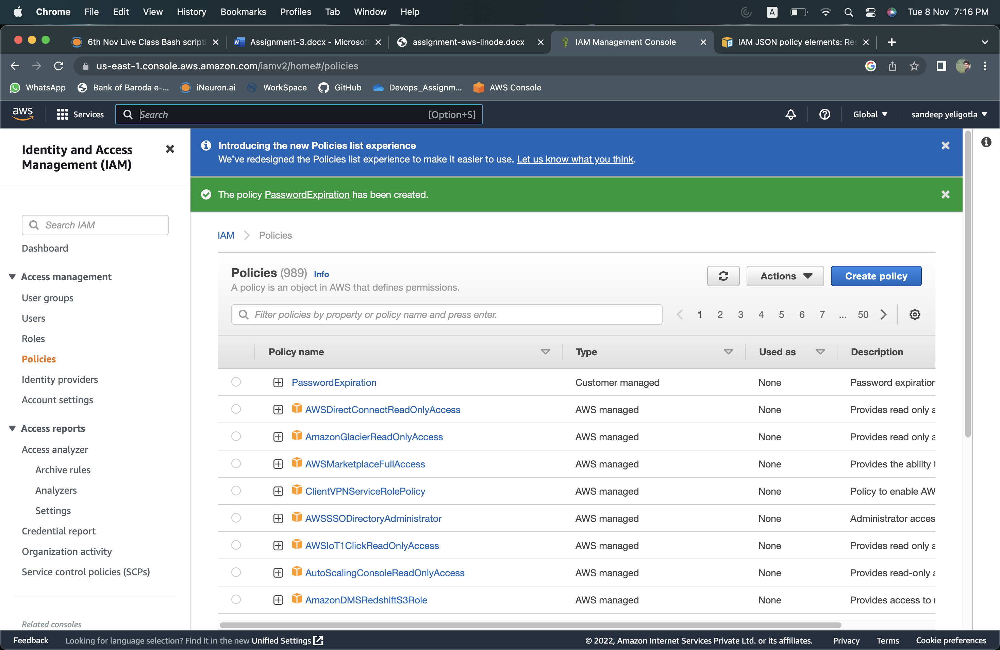 Chrome File Edit View History Bookmarks Profiles Tab Window Help A Tue 8 Nov 7:16 PM
6th Nov Live Class Bash scripti Assignment-3.docx - Microsof assignment-aws-linode.docx IAM Management Console IAM JSON policy elements: Res
us-east-1.console.aws.amazon.com/iamv2/home#/policies
WhatsApp Bank of Baroda e-... iNeuron.ai WorkSpace GitHub Devops_Assignm... AWS Console
aws Services Search [Option+S] Global sandeep yeligotla
Identity and Access
Management (IAM)
Search IAM
Dashboard
Access management
User groups
Users
Roles
Policies
Identity providers
Account settings
Access reports
Access analyzer
Archive rules
Analyzers
Settings
Credential report
Organization activity
Service control policies (SCPs)
Related consoles
Introducing the new Policies list experience
We've redesigned the Policies list experience to make it easier to use. Let us know what you think.
The policy PasswordExpiration has been created.
IAM Policies
Policies (989) Info
A policy is an object in AWS that defines permissions.
Actions Create policy
Filter policies by property or policy name and press enter. 1 2 3 4 5 6 7 ... 50
Policy name Type Used as Description
PasswordExpiration Customer managed None Password expiration
AWSDirectConnectReadOnlyAccess AWS managed None Provides read only a
AmazonGlacierReadOnlyAccess AWS managed None Provides read only a
AWSMarketplaceFullAccess AWS managed None Provides the ability t
ClientVPNServiceRolePolicy AWS managed None Policy to enable AW
AWSSSODirectoryAdministrator AWS managed None Administrator acces
AWSIoT1ClickReadOnlyAccess AWS managed None Provides read only a
AutoScalingConsoleReadOnlyAccess AWS managed None Provides read-only a
AmazonDMSRedshiftS3Role AWS managed None Provides access to
Feedback Looking for language selection? Find it in the new Unified Settings © 2022, Amazon Internet Services Private Ltd. or its affiliates. Privacy Terms Cookie preferences